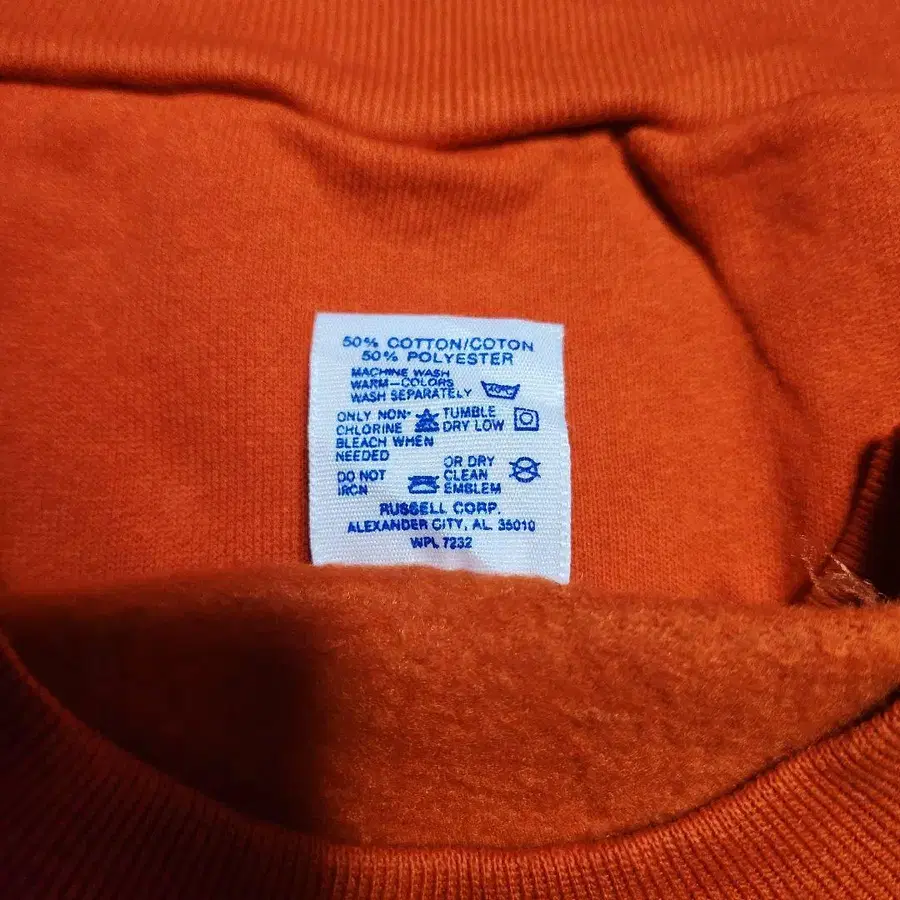 50% COTTON/COTON
50% POLYESTER
MACHINE WASH
WARM-COLORS
WASH SEPARATELY 40°C
ONLY NON-
CHLORINE
BLEACH WHEN
NEEDED
TUMBLE
DRY LOW
DO NOT
IRON
OR DRY
CLEAN
EMBLEM
RUSSELL CORP.
ALEXANDER CITY, AL 35010
WPL 7232